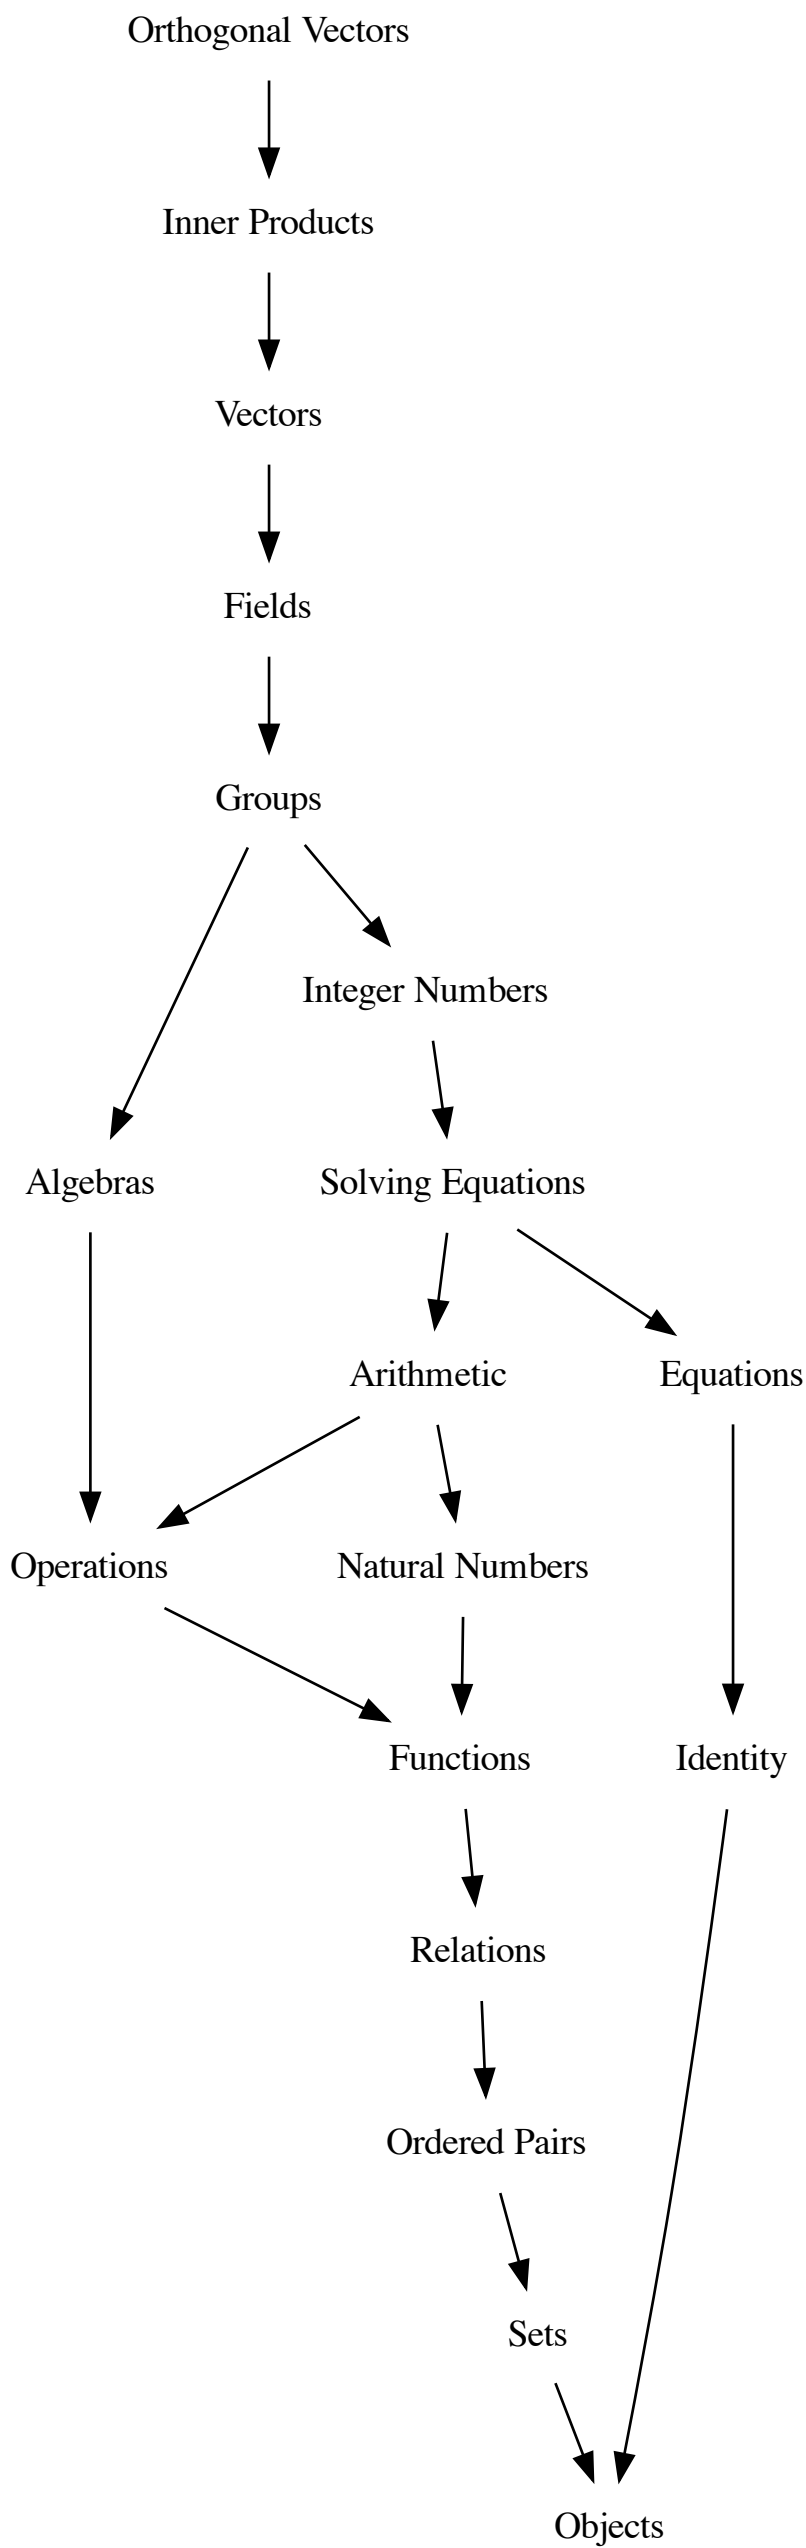 Orthogonal Vectors
Inner Products
Vectors
Fields
Groups
Integer Numbers
Algebras
Solving Equations
Arithmetic
Equations
Operations
Natural Numbers
Functions
Identity
Relations
Ordered Pairs
Sets
Objects